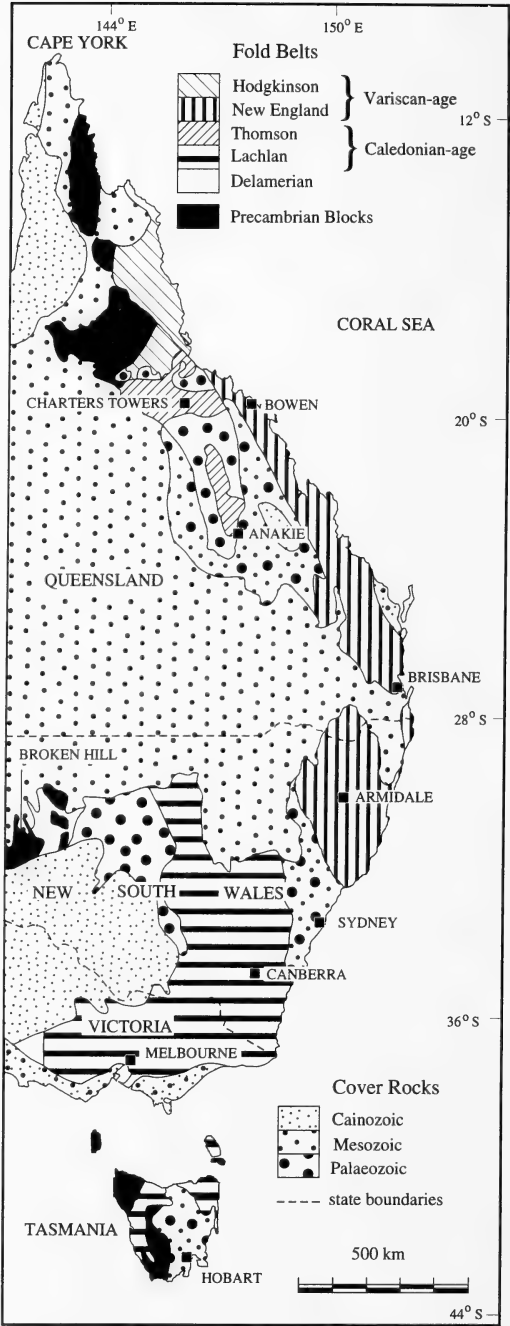 144° E
150° E
CAPE YORK
Fold Belts
Hodgkinson
New England
Variscan-age
Thomson
Lachlan
Caledonian-age
Delamerian
Precambrian Blocks
12° S
CORAL SEA
CHARTERS TOWERS
BOWEN
20° S
ANAKIE
QUEENSLAND
BRISBANE
28° S
BROKEN HILL
ARMIDALE
NEW SOUTH WALES
SYDNEY
CANBERRA
36° S
VICTORIA
MELBOURNE
Cover Rocks
Cainozoic
Mesozoic
Palaeozoic
state boundaries
TASMANIA
500 km
HOBART
44° S